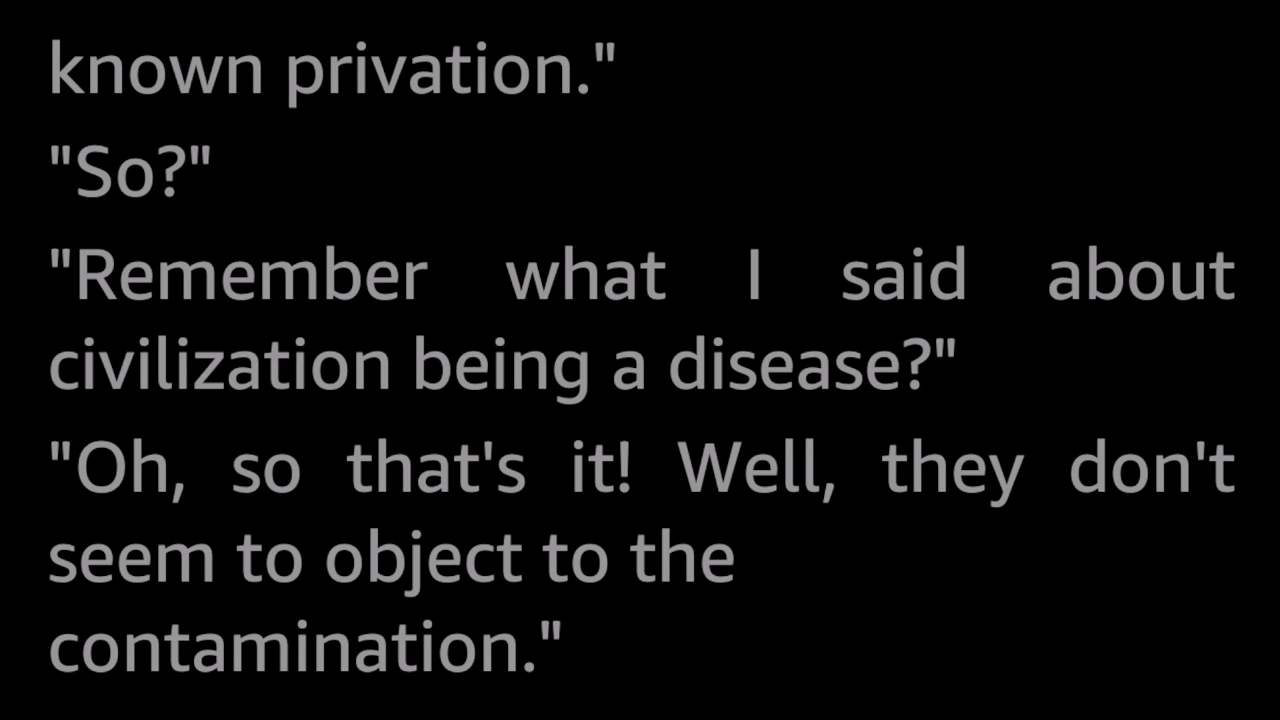 known privation."
"So?"
"Remember what I said about
civilization being a disease?"
"Oh, so that's it! Well, they don't
seem to object to the
contamination."